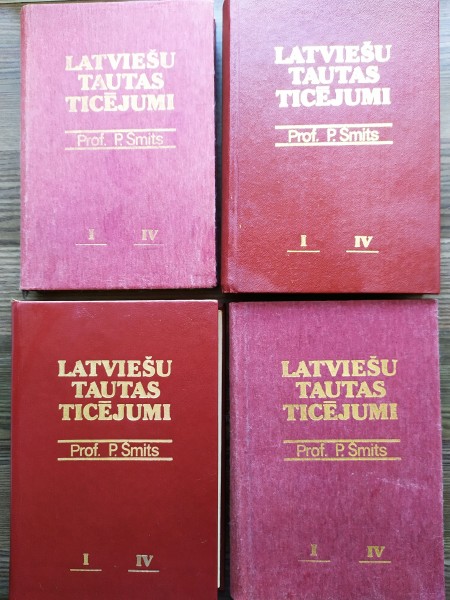 LATVIEŠU
TAUTAS
TICĒJUMI
Prof. P. Šmits
I IV
LATVIEŠU
TAUTAS
TICĒJUMI
Prof. P. Šmits
I IV
LATVIEŠU
TAUTAS
TICĒJUMI
Prof. P. Šmits
I IV
LATVIEŠU
TAUTAS
TICĒJUMI
Prof. P. Šmits
I IV